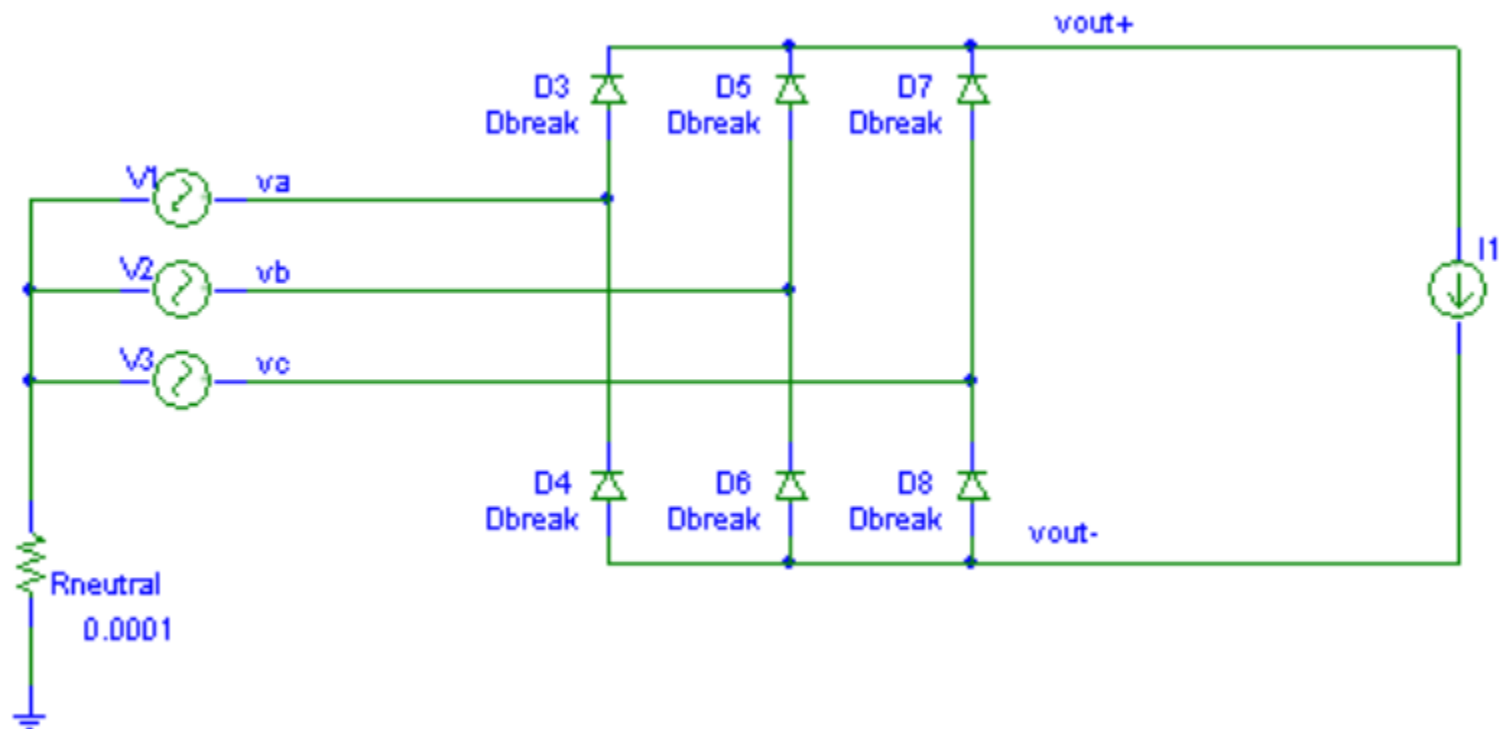 vout+
D3
Dbreak
D5
Dbreak
D7
Dbreak
V1
va
V2
vb
I1
V3
vc
D4
Dbreak
D6
Dbreak
D8
Dbreak
vout-
Rneutral
0.0001